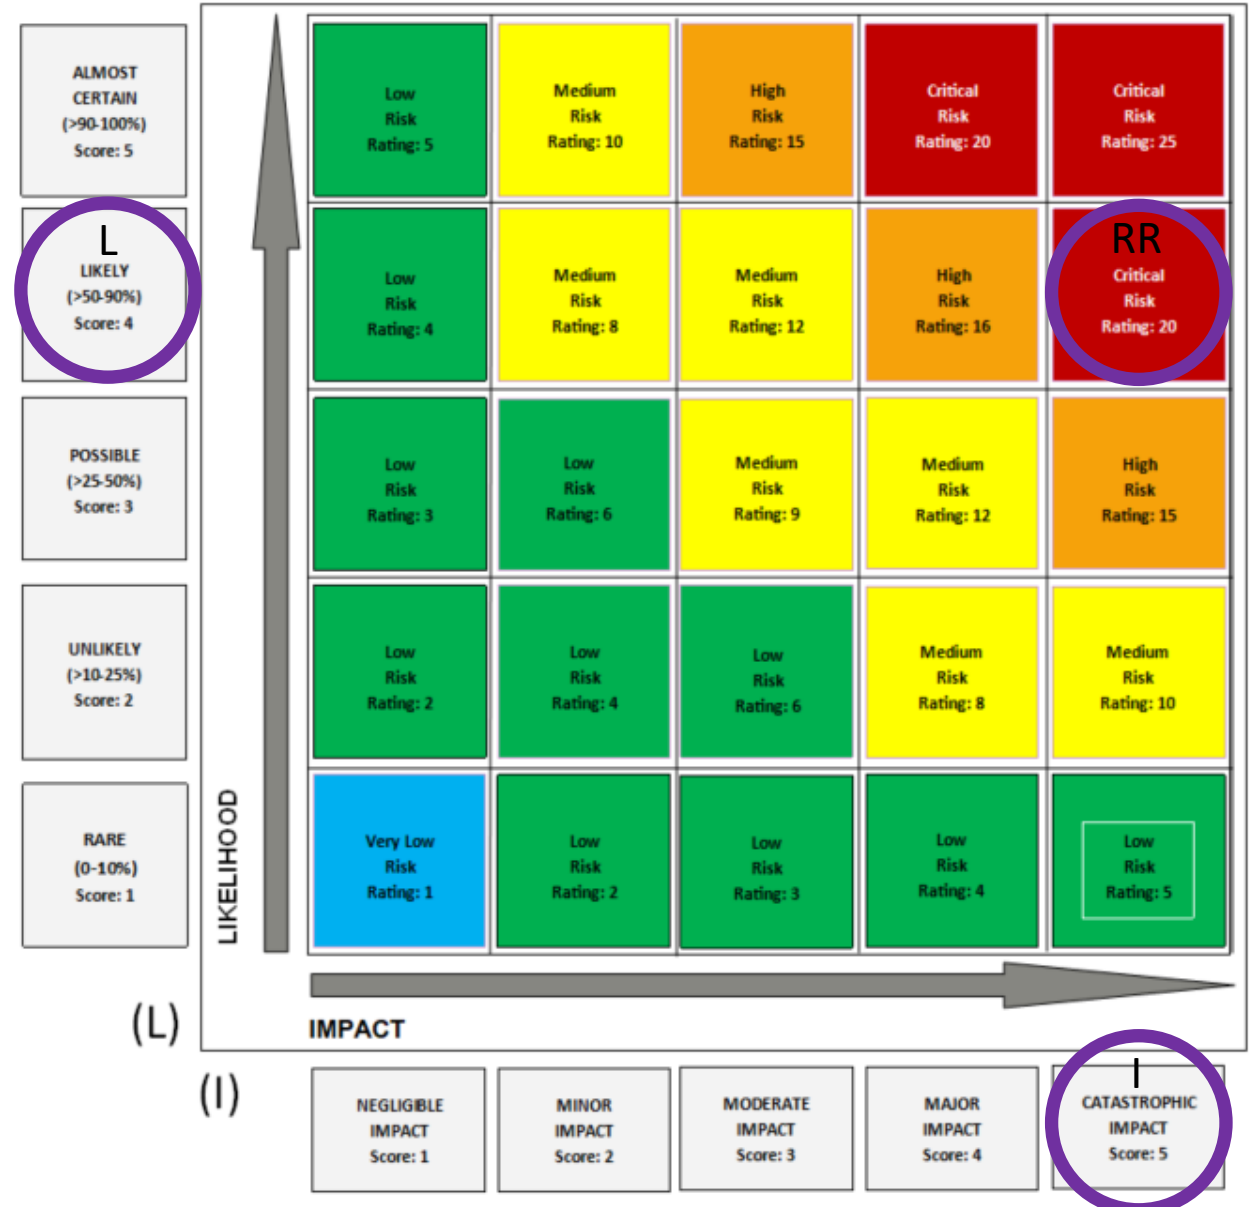 ALMOST
CERTAIN
(>90-100%)
Score: 5
Low
Risk
Rating: 5
Medium
Risk
Rating: 10
High
Risk
Rating: 15
Critical
Risk
Rating: 20
Critical
Risk
Rating: 25
L
LIKELY
(>50-90%)
Score: 4
Low
Risk
Rating: 4
Medium
Risk
Rating: 8
Medium
Risk
Rating: 12
High
Risk
Rating: 16
RR
Critical
Risk
Rating: 20
POSSIBLE
(>25-50%)
Score: 3
Low
Risk
Rating: 3
Low
Risk
Rating: 6
Medium
Risk
Rating: 9
Medium
Risk
Rating: 12
High
Risk
Rating: 15
UNLIKELY
(>10-25%)
Score: 2
Low
Risk
Rating: 2
Low
Risk
Rating: 4
Low
Risk
Rating: 6
Medium
Risk
Rating: 8
Medium
Risk
Rating: 10
RARE
(0-10%)
Score: 1
LIKELIHOOD
Very Low
Risk
Rating: 1
Low
Risk
Rating: 2
Low
Risk
Rating: 3
Low
Risk
Rating: 4
Low
Risk
Rating: 5
(L)
IMPACT
(I)
NEGLIGIBLE
IMPACT
Score: 1
MINOR
IMPACT
Score: 2
MODERATE
IMPACT
Score: 3
MAJOR
IMPACT
Score: 4
I
CATASTROPHIC
IMPACT
Score: 5